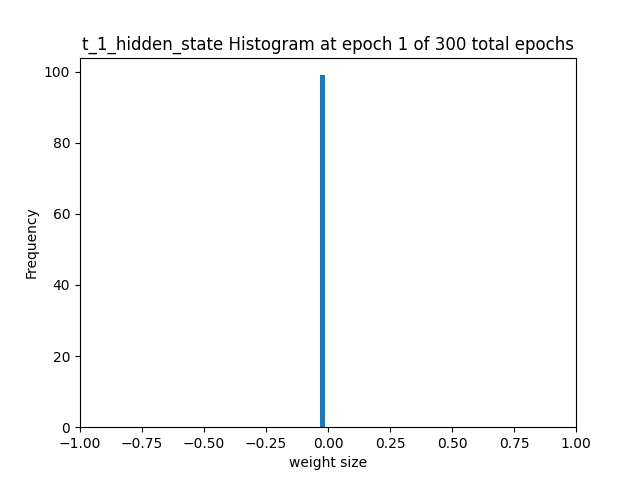 t_1_hidden_state Histogram at epoch 1 of 300 total epochs
100
80
60
40
20
0
Frequency
−1.00 −0.75 −0.50 −0.25 0.00 0.25 0.50 0.75 1.00
weight size